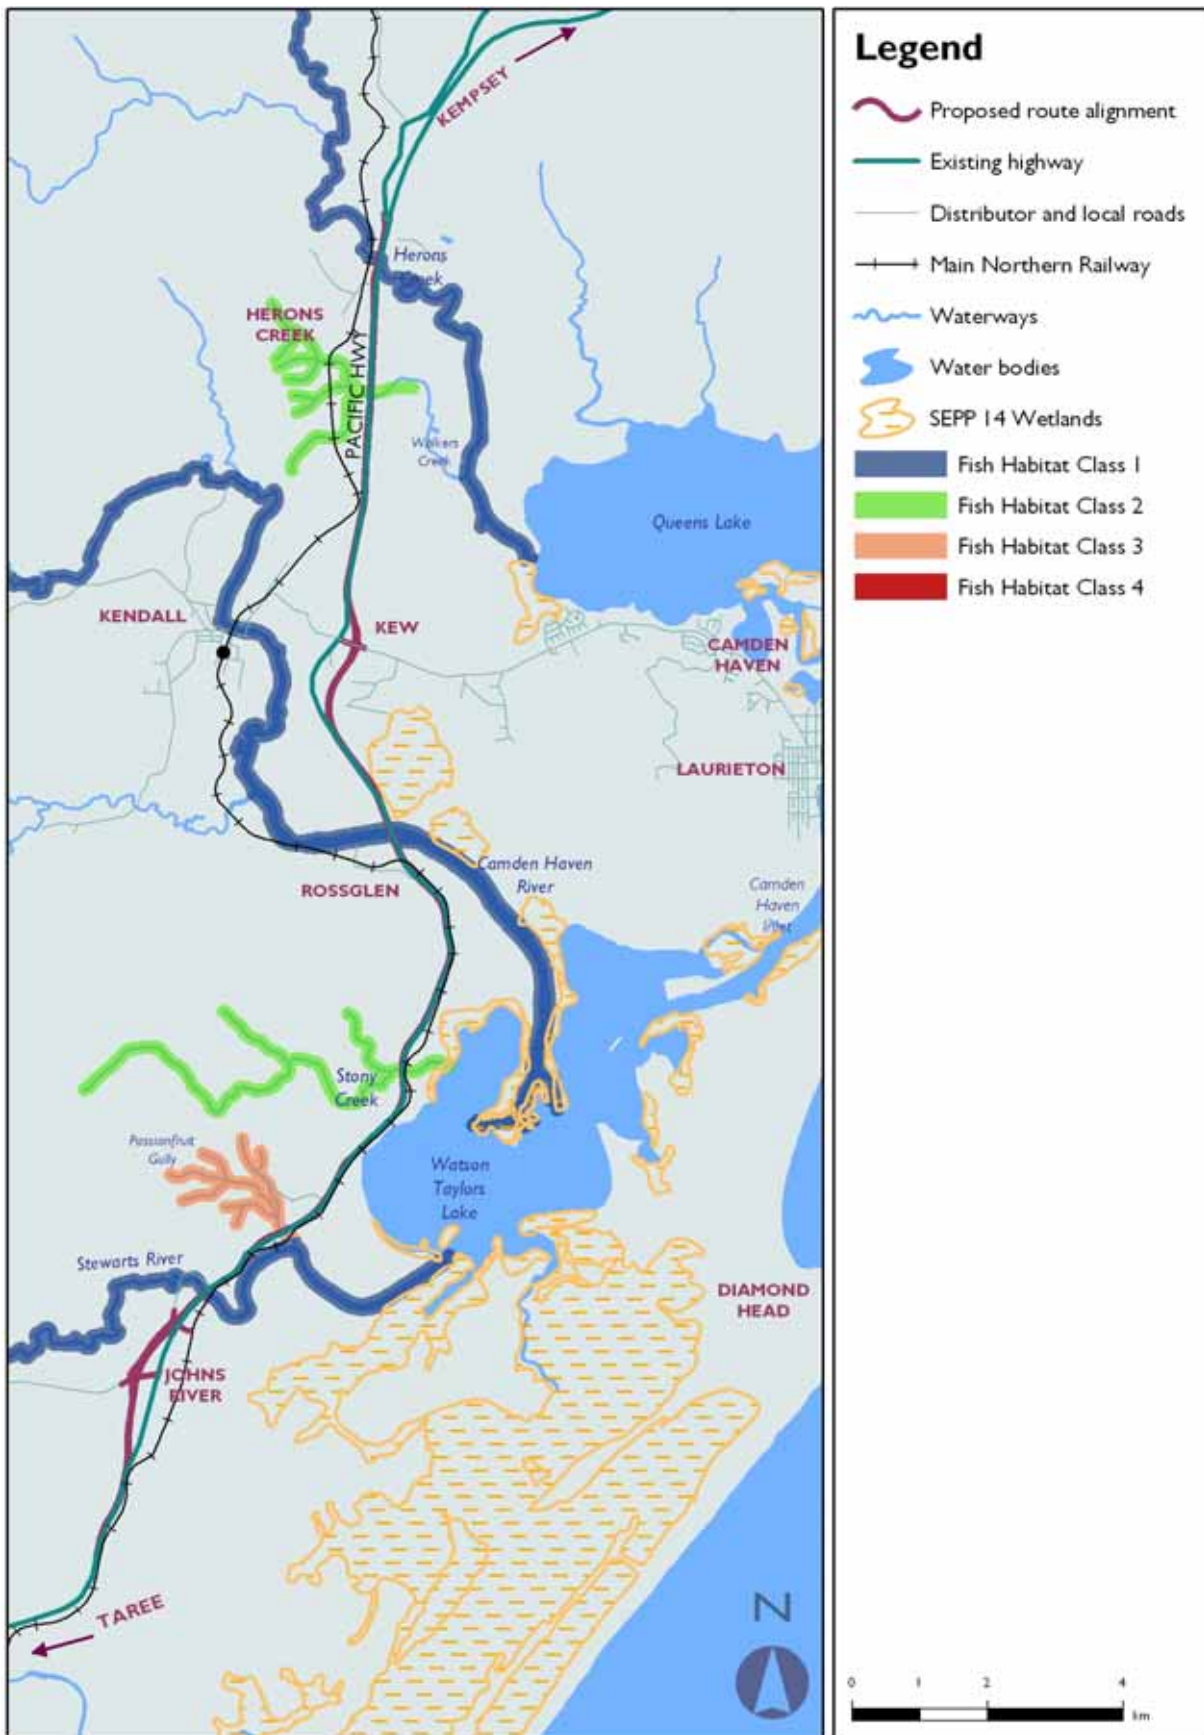 KEMPSEY
Herons
Creek
HERONS
CREEK
PACIFIC HWY
Walkers
Creek
Queens Lake
KENDALL
KEW
CAMDEN
HAVEN
LAURIETON
Camden Haven
River
ROSSGLEN
Camden
Haven
Inlet
Stony
Creek
Passionfruit
Gully
Watson
Taylors
Lake
Stewarts River
DIAMOND
HEAD
JOHNS
RIVER
TAREE
N
Legend
Proposed route alignment
Existing highway
Distributor and local roads
Main Northern Railway
Waterways
Water bodies
SEPP 14 Wetlands
Fish Habitat Class 1
Fish Habitat Class 2
Fish Habitat Class 3
Fish Habitat Class 4
0 1 2 4
km